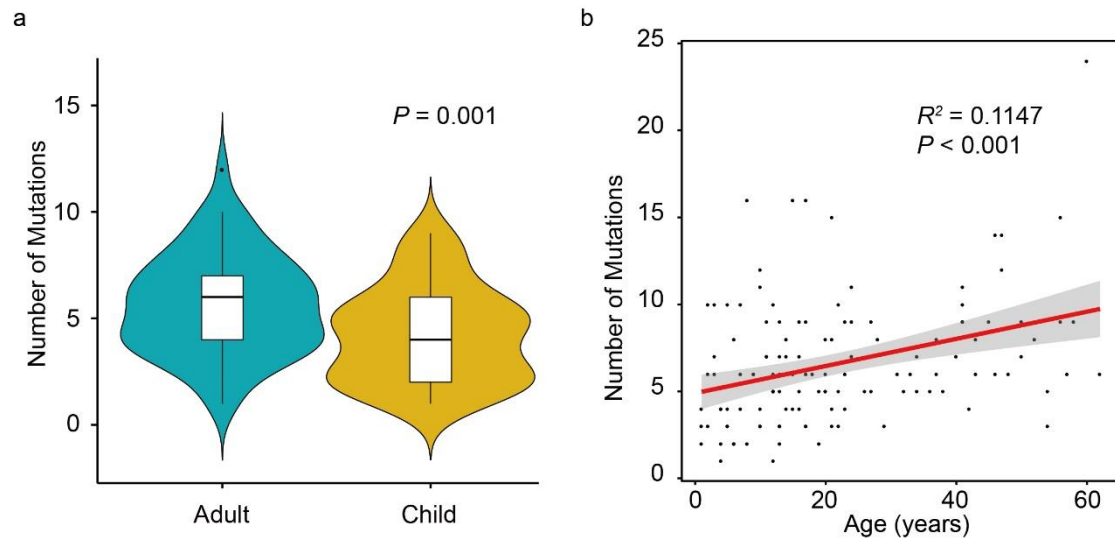 a
Number of Mutations
15
10
5
0
P = 0.001
Adult
Child
b
Number of Mutations
25
20
15
10
5
0
R² = 0.1147
P < 0.001
0
20
40
60
Age (years)